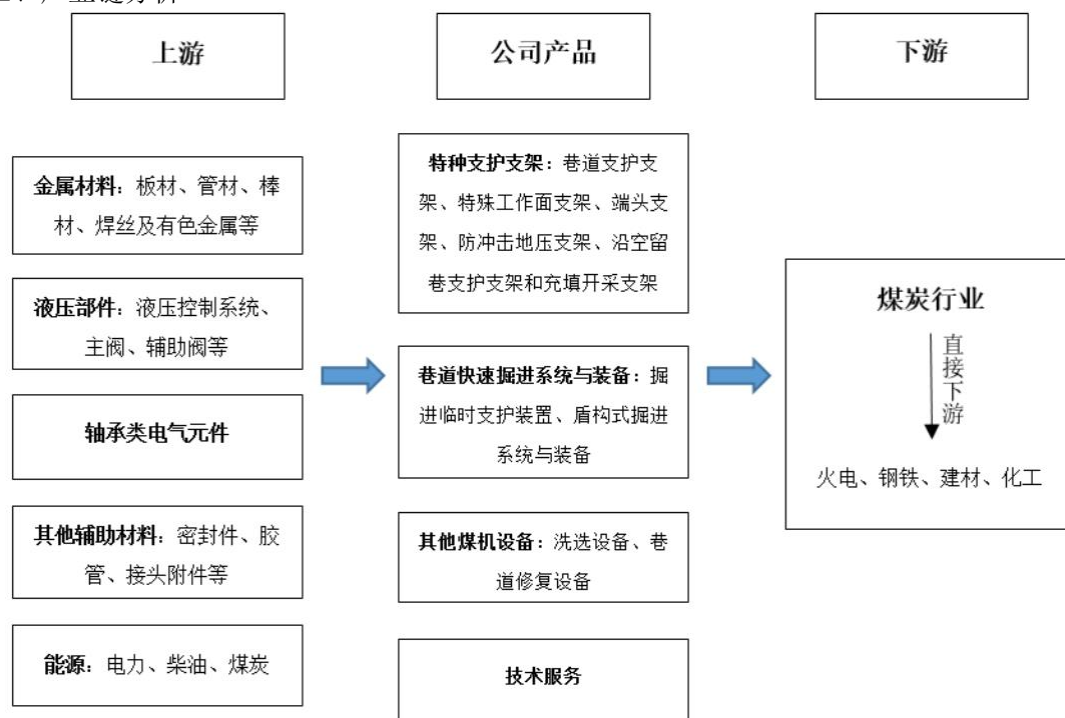 上游
公司产品
下游
金属材料：板材、管材、棒
材、焊丝及有色金属等
液压部件：液压控制系统、
主阀、辅助阀等
轴承类电气元件
其他辅助材料：密封件、胶
管、接头附件等
能源：电力、柴油、煤炭
特种支护支架：巷道支护支
架、特殊工作面支架、端头支
架、防冲击地压支架、沿空留
巷支护支架和充填开采支架
巷道快速掘进系统与装备：掘
进临时支护装置、盾构式掘进
系统与装备
其他煤机设备：洗选设备、巷
道修复设备
技术服务
煤炭行业
直接下游
火电、钢铁、建材、化工